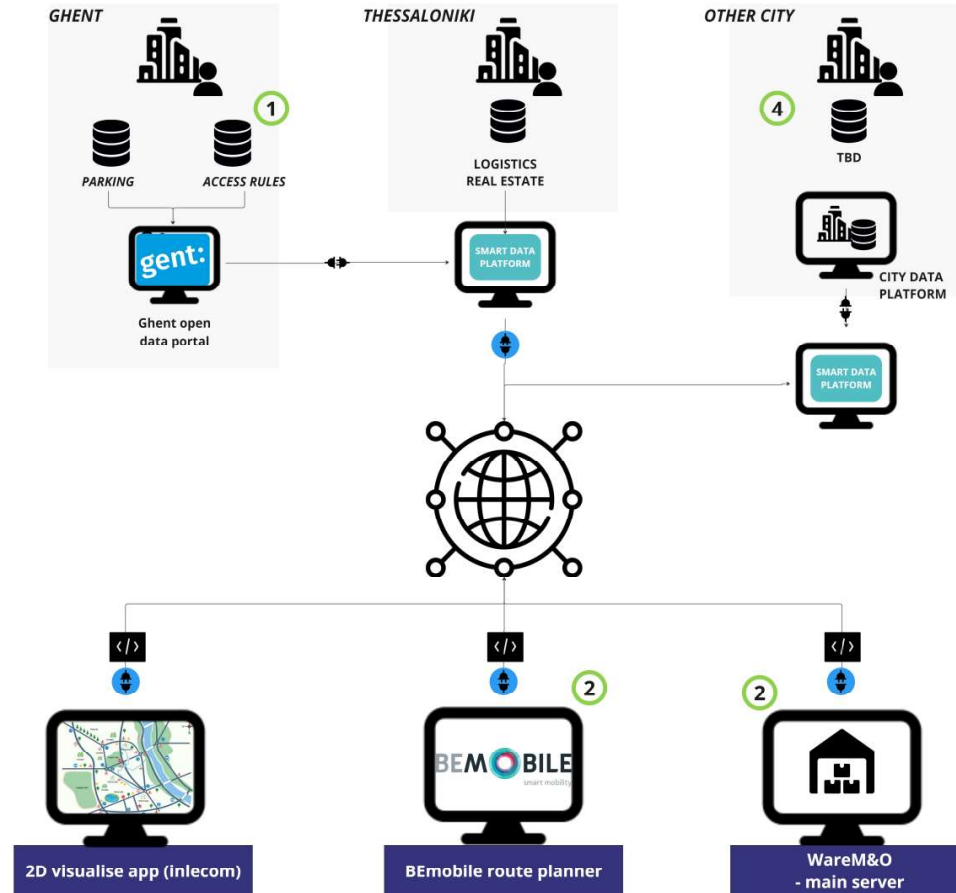 GHENT
THESSALONIKI
OTHER CITY
1
4
PARKING
ACCESS RULES
LOGISTICS
REAL ESTATE
TBD
gent:
SMART DATA
PLATFORM
CITY DATA
PLATFORM
Ghent open
data portal
SMART DATA
PLATFORM
</>
</>
</>
2
2
BEMOBILE
smart mobility
2D visualise app (inlecom)
BEmobile route planner
WareM&O
- main server